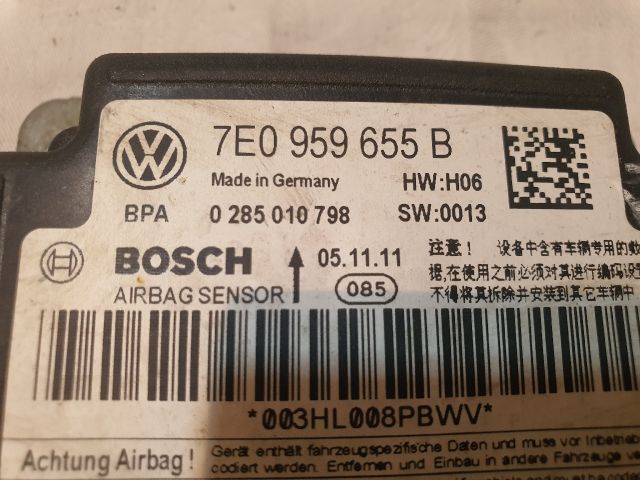 7E0 959 655 B
Made in Germany HW:H06
BPA 0 285 010 798 SW:0013
BOSCH 05.11.11
AIRBAG SENSOR 085
注意！ 设备中含有车辆专用的数
据,在使用之前必须对其进行编码设置
不得将其拆除并安装到其它车辆中
*003HL008PBWV*
Achtung Airbag!
Gerät enthält fahrzeugspezifische Daten und muss vor Inbetrieb
codiert werden. Entfernen und Einbau in andere Fahrzeuge ve